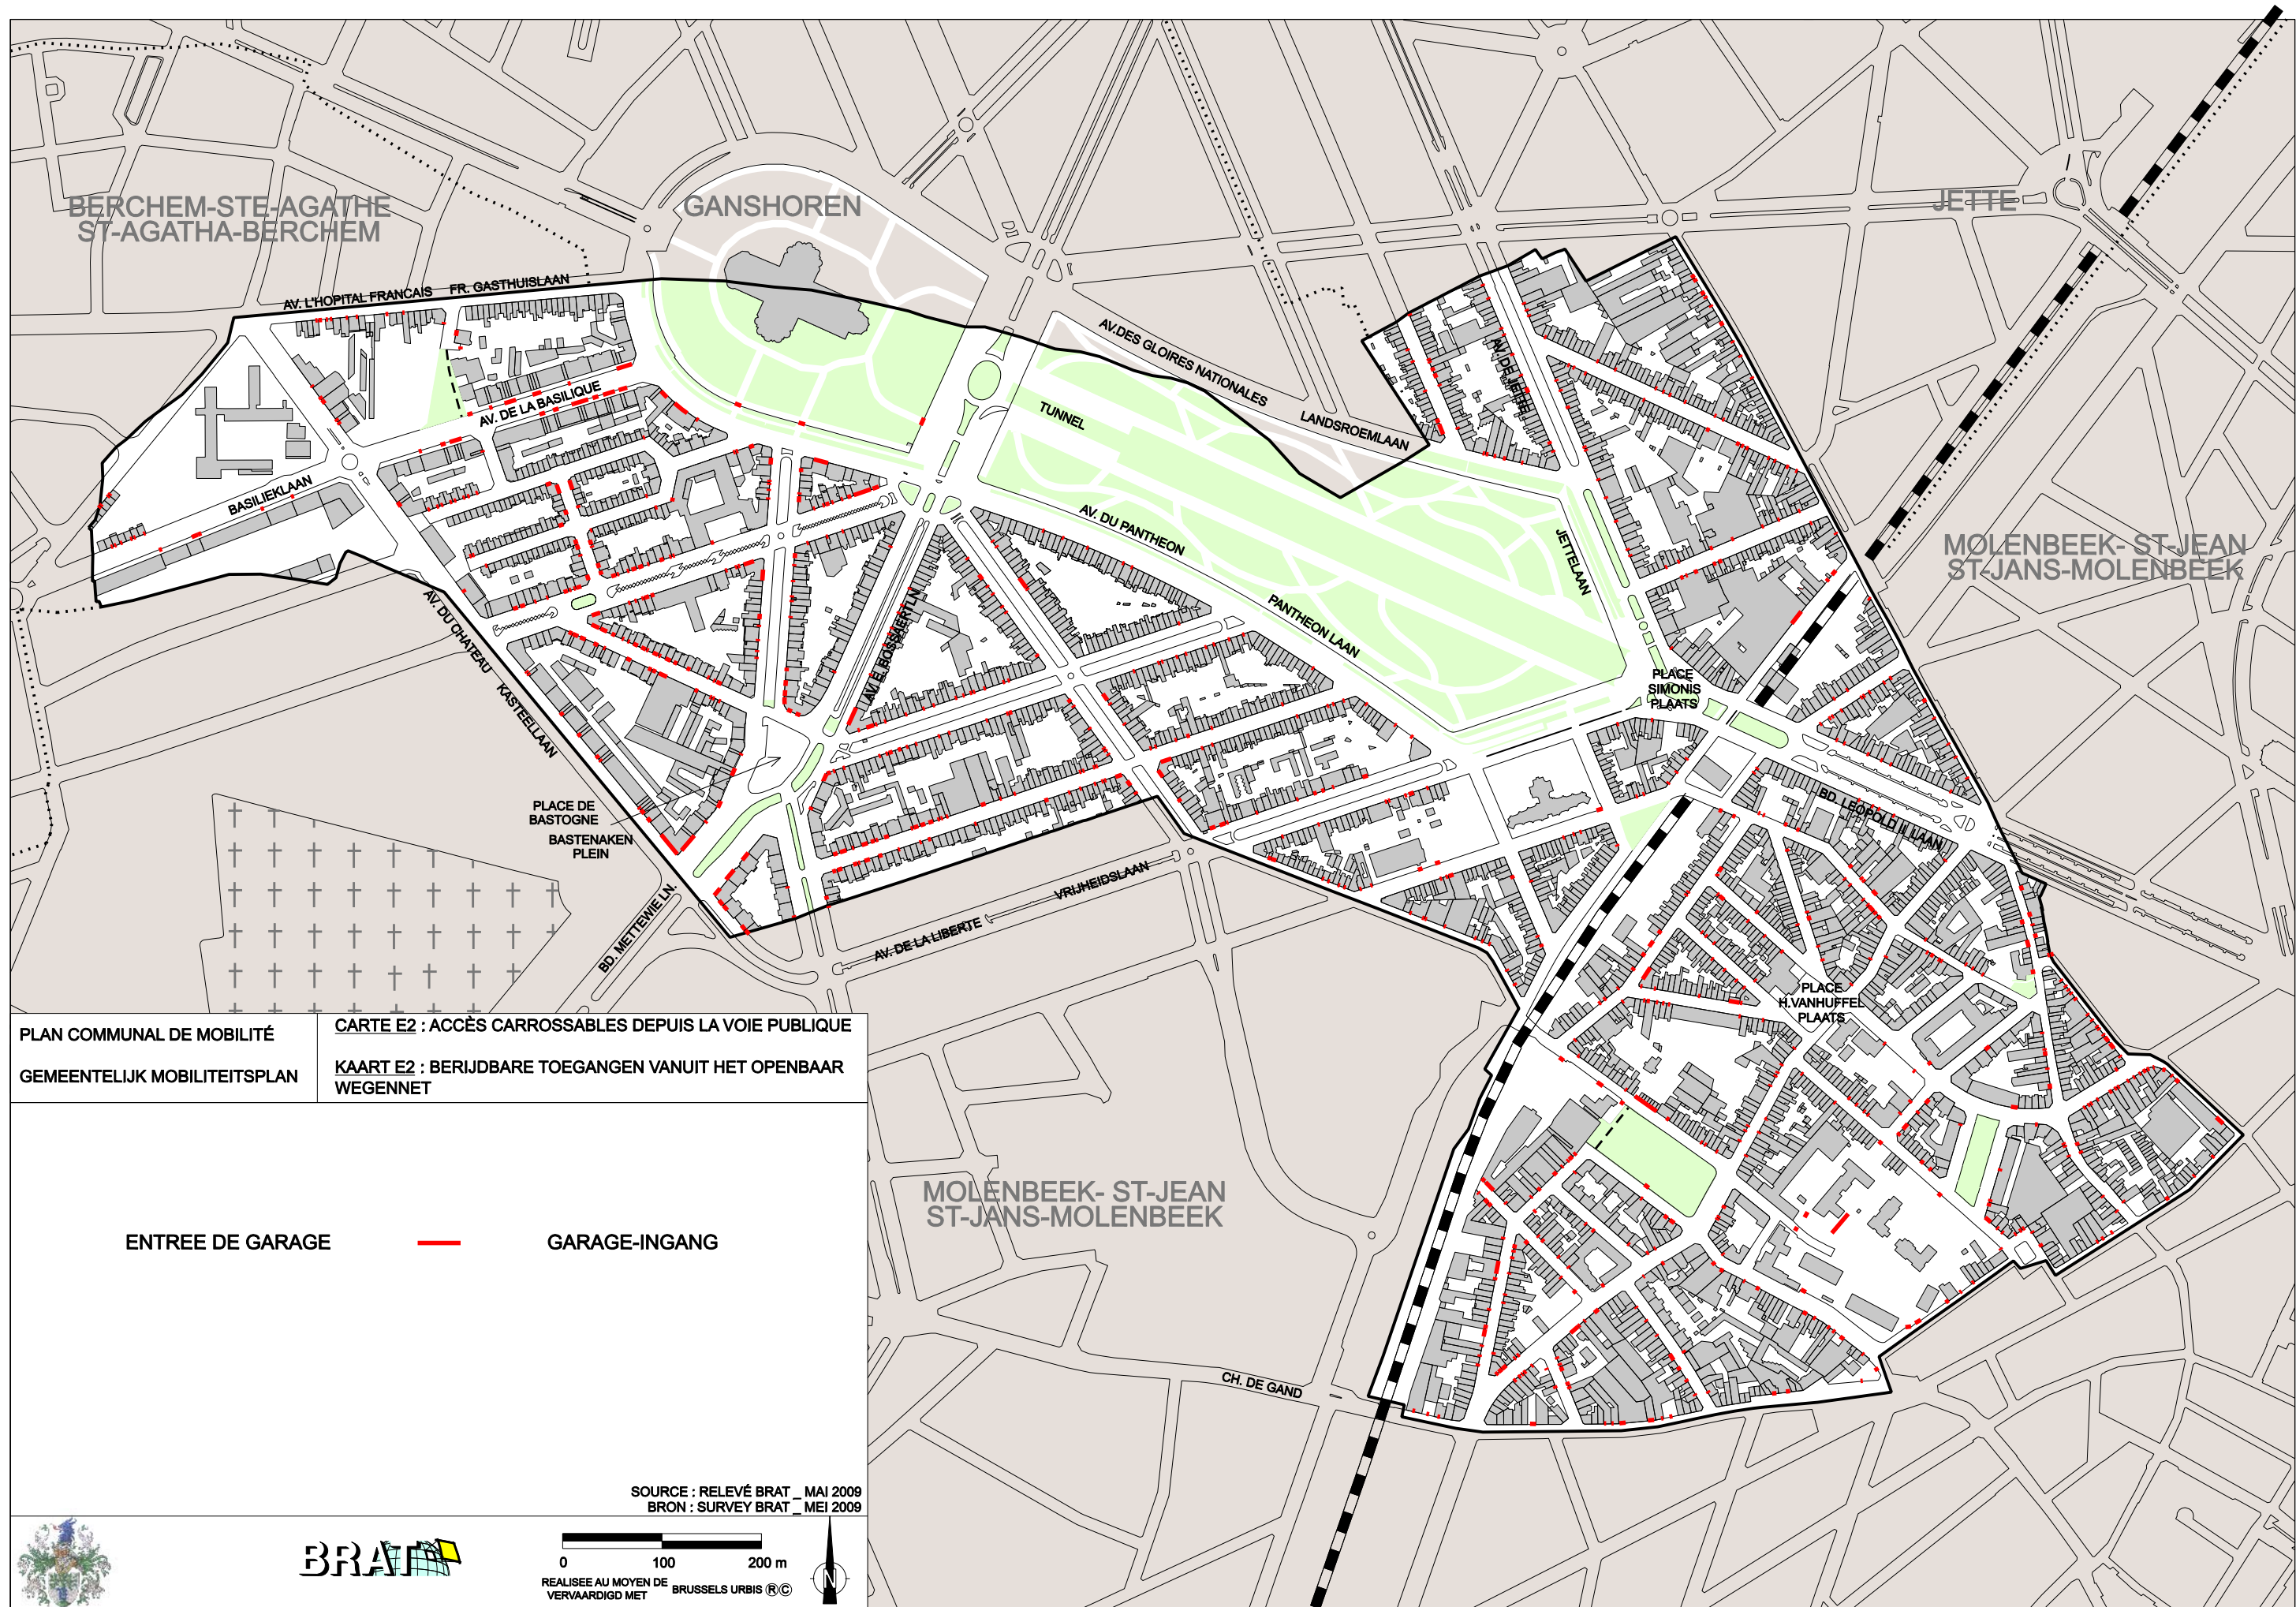 BERCHEM-STE-AGATHE
ST-AGATHA-BERCHEM
GANSHOREN
JETTE
AV. L'HOPITAL FRANCAIS FR. GASTHUISLAAN
AV.DES GLOIRES NATIONALES
LANDSROEMLAAN
AV. DE JETTE
TUNNEL
AV. DE LA BASILIQUE
BASILIEKLAAN
AV. DU PANTHEON
PANTHEON LAAN
JETTELAAN
MOLENBEEK- ST-JEAN
ST-JANS-MOLENBEEK
AV. DU CHATEAU KASTEELLAAN
AV. E.BOSSAERT LN.
PLACE
SIMONIS
PLAATS
PLACE DE
BASTOGNE
BASTENAKEN
PLEIN
BD. LEOPOLD II LAAN
BD. METTEWIE LN.
AV. DE LA LIBERTE
VRIJHEIDSLAAN
PLACE
H.VANHUFFEL
PLAATS
MOLENBEEK- ST-JEAN
ST-JANS-MOLENBEEK
CH. DE GAND
PLAN COMMUNAL DE MOBILITÉ
GEMEENTELIJK MOBILITEITSPLAN
CARTE E2 : ACCÈS CARROSSABLES DEPUIS LA VOIE PUBLIQUE
KAART E2 : BERIJDBARE TOEGANGEN VANUIT HET OPENBAAR
WEGENNET
ENTREE DE GARAGE
GARAGE-INGANG
SOURCE : RELEVÉ BRAT _ MAI 2009
BRON : SURVEY BRAT _ MEI 2009
BRAT
0 100 200 m
REALISEE AU MOYEN DE
VERVAARDIGD MET
BRUSSELS URBIS ®©
N